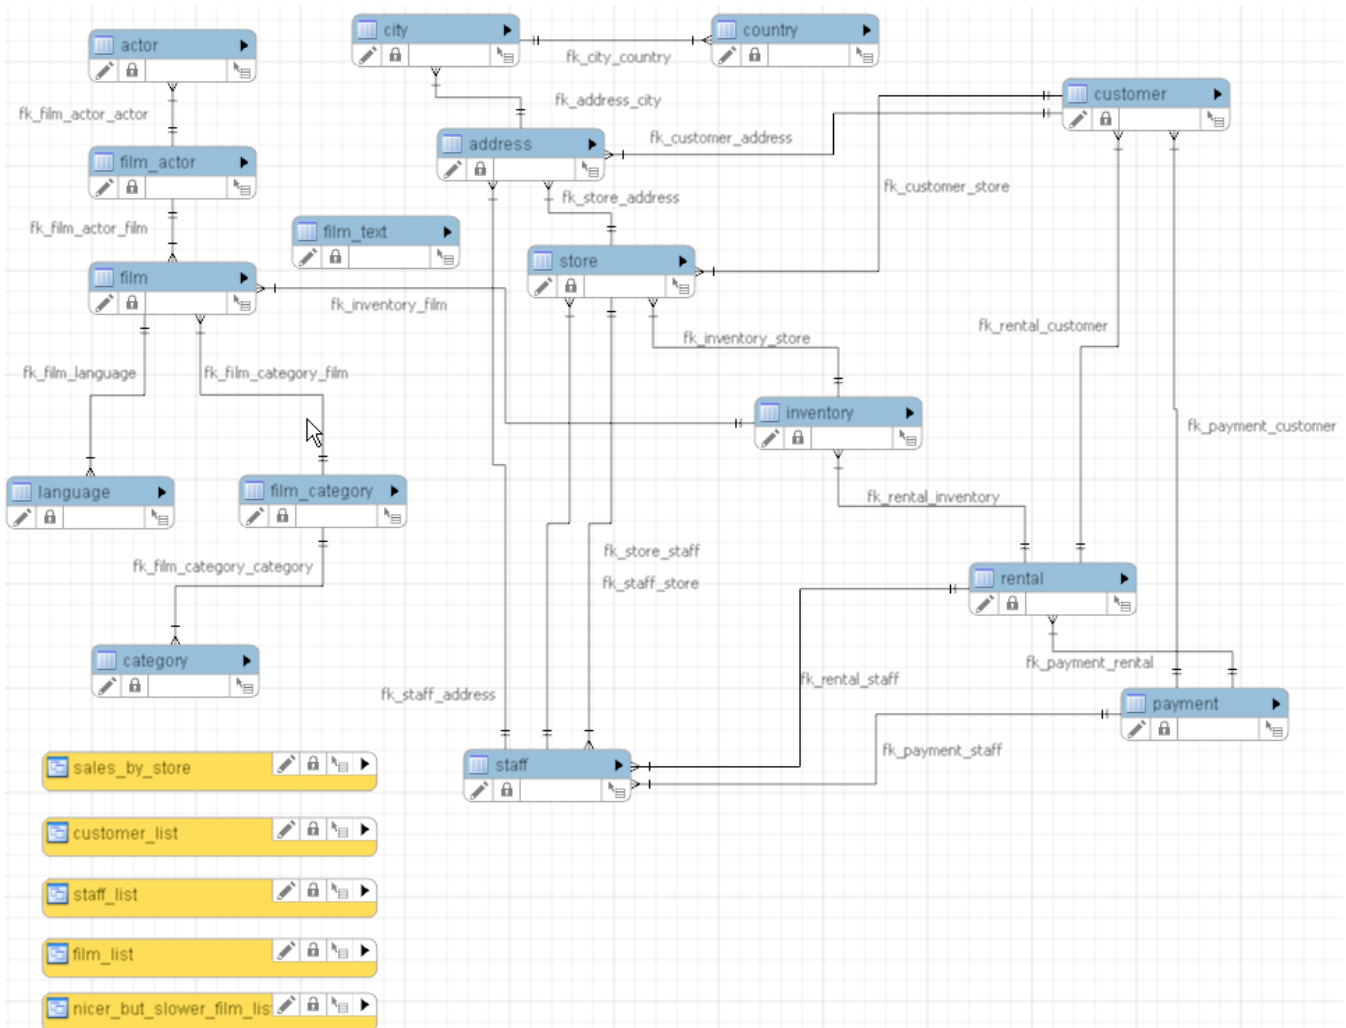 city
country
actor
fk_city_country
customer
fk_address_city
fk_film_actor_actor
fk_customer_address
address
film_actor
fk_customer_store
fk_store_address
fk_film_actor_film
film_text
store
film
fk_inventory_film
fk_rental_customer
fk_inventory_store
fk_film_language
fk_film_category_film
inventory
fk_payment_customer
language
film_category
fk_rental_inventory
fk_store_staff
fk_film_category_category
rental
fk_staff_store
category
fk_payment_rental
fk_rental_staff
fk_staff_address
payment
fk_payment_staff
staff
sales_by_store
customer_list
staff_list
film_list
nicer_but_slower_film_lis